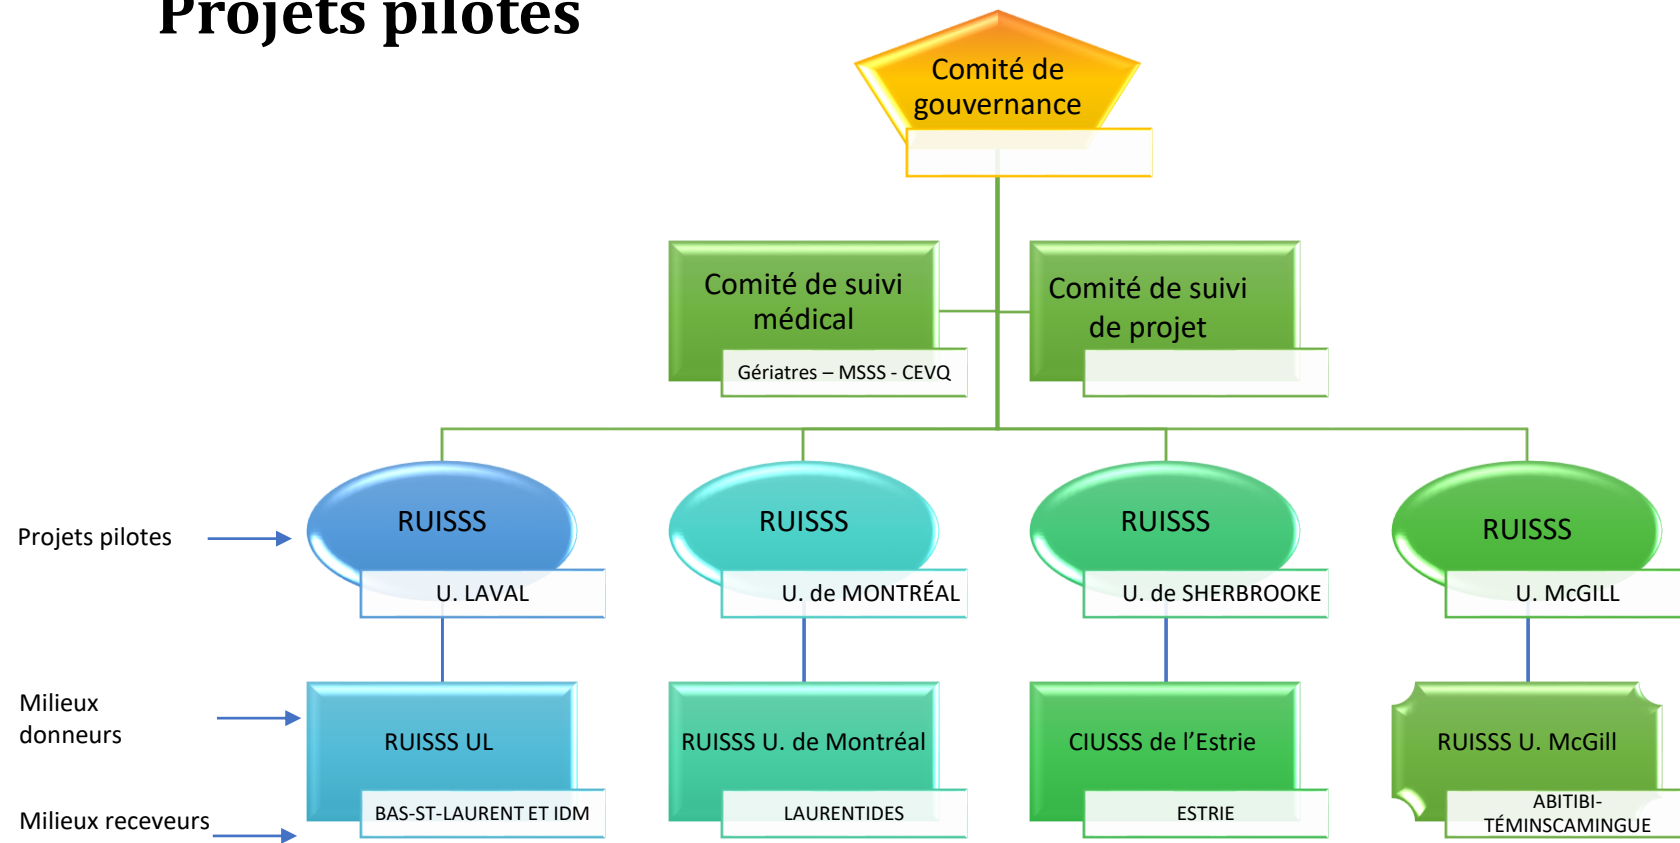 Projets pilotes
Comité de
gouvernance
Comité de suivi
médical
Gériatres – MSSS - CEVQ
Comité de suivi
de projet
Projets pilotes
RUISSS
U. LAVAL
RUISSS
U. de MONTRÉAL
RUISSS
U. de SHERBROOKE
RUISSS
U. McGILL
Milieux
donneurs
RUISSS UL
RUISSS U. de Montréal
CIUSSS de l’Estrie
RUISSS U. McGill
Milieux receveurs
BAS-ST-LAURENT ET IDM
LAURENTIDES
ESTRIE
ABITIBI-
TÉMINSCAMINGUE